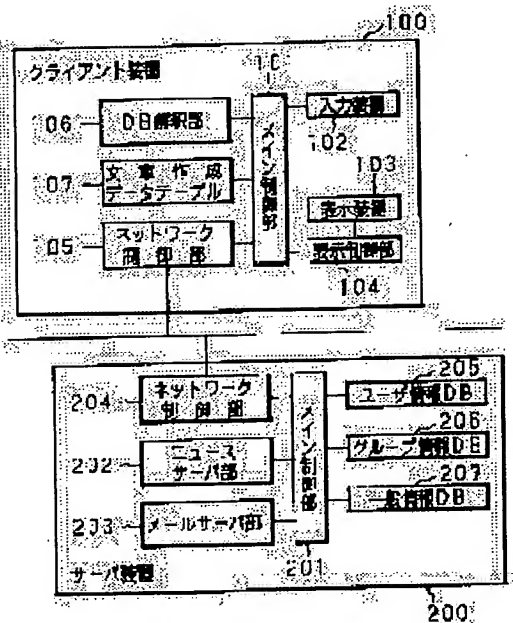 100
クライアント装置
10
106
DB解釈部
入力装置
102
107
文章作成
データテーブル
メイン制御部
103
表示装置
105
ネットワーク
制御部
表示制御部
104
205
204
ネットワーク
制御部
ユーザ情報DB
206
202
ニュース
サーバ部
メイン制御部
グループ情報DB
207
203
メールサーバ部
一般情報DB
サーバ装置
201
200